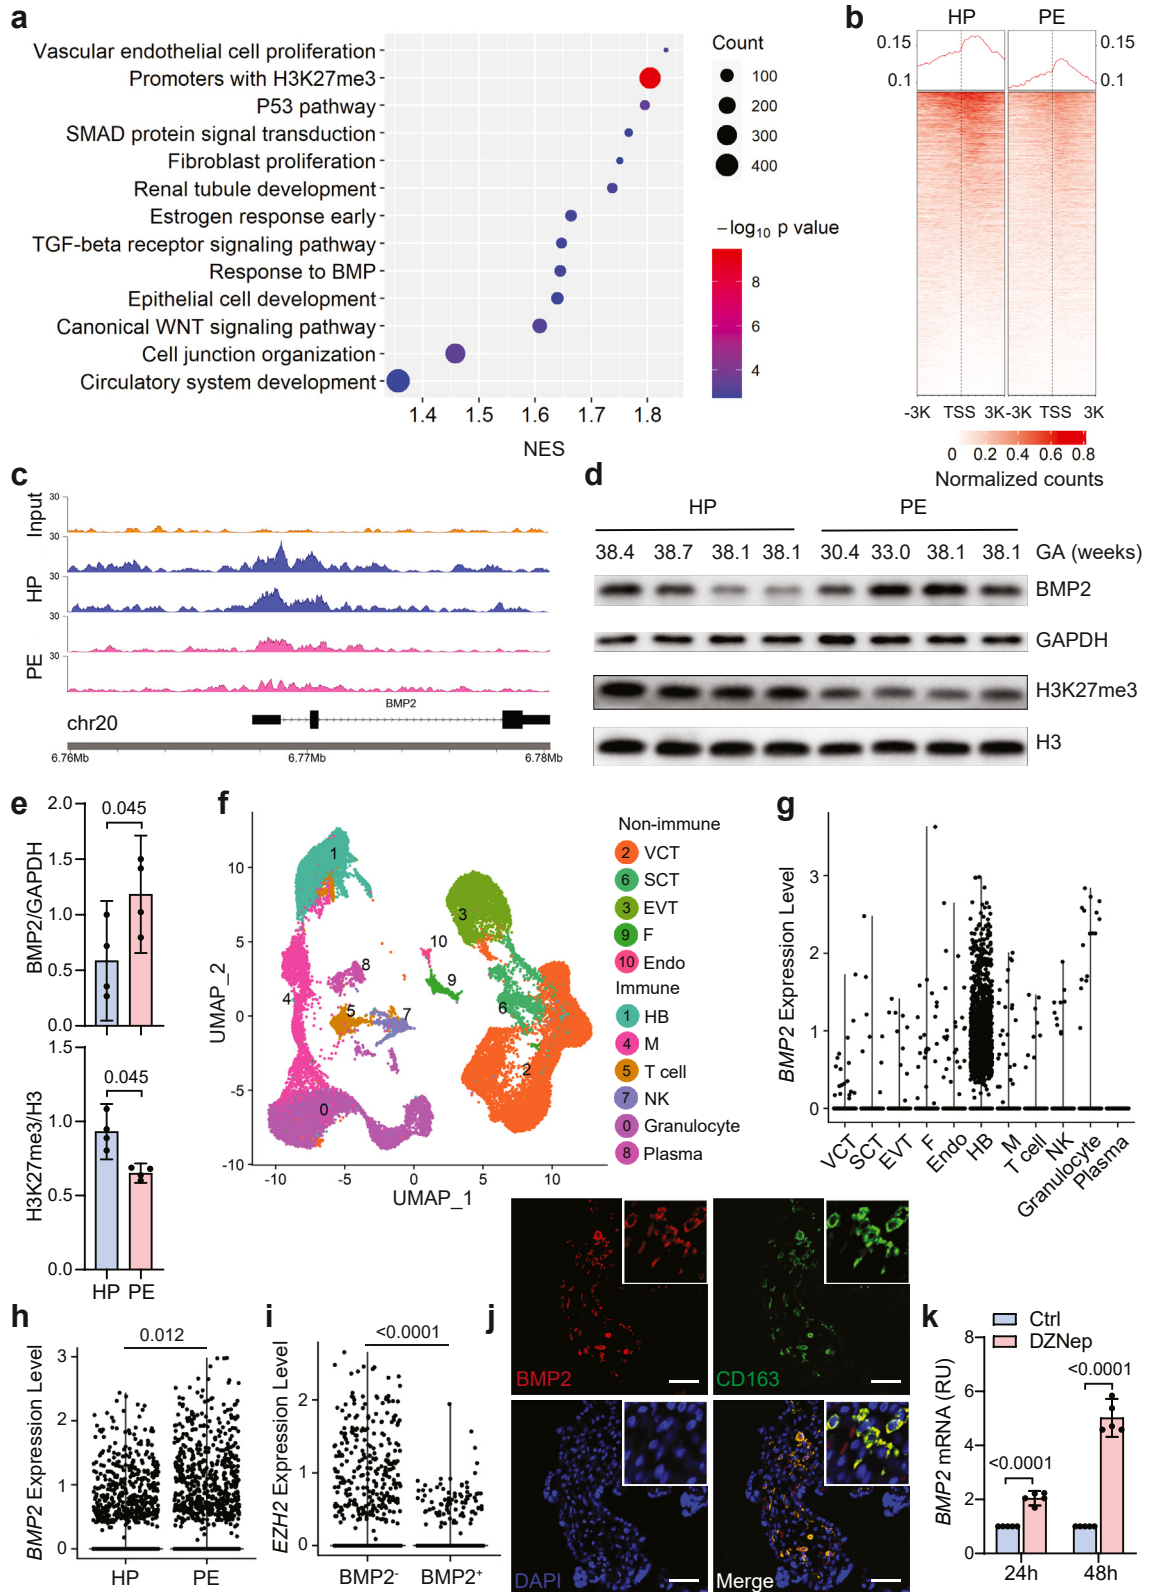 a
Vascular endothelial cell proliferation
Promoters with H3K27me3
P53 pathway
SMAD protein signal transduction
Fibroblast proliferation
Renal tubule development
Estrogen response early
TGF-beta receptor signaling pathway
Response to BMP
Epithelial cell development
Canonical WNT signaling pathway
Cell junction organization
Circulatory system development
1.4 1.5 1.6 1.7 1.8
NES
Count
100
200
300
400
−log10 p value
8
6
4
b
HP PE
0.15 0.15
0.1 0.1
-3K TSS 3K -3K TSS 3K
0 0.2 0.4 0.6 0.8
Normalized counts
c
Input
30
HP
30
30
PE
30
30
BMP2
chr20
6.76Mb 6.77Mb 6.78Mb
d
HP PE
38.4 38.7 38.1 38.1 30.4 33.0 38.1 38.1 GA (weeks)
BMP2
GAPDH
H3K27me3
H3
e
BMP2/GAPDH
2.0
1.5
1.0
0.5
0.0
0.045
H3K27me3/H3
1.5
1.0
0.5
0.0
0.045
HP PE
f
UMAP_2
10
5
0
-5
-10
-10 -5 0 5 10
UMAP_1
1
3
10
8
9
4
5
7
6
2
0
Non-immune
2 VCT
6 SCT
3 EVT
9 F
10 Endo
Immune
1 HB
4 M
5 T cell
7 NK
0 Granulocyte
8 Plasma
g
BMP2 Expression Level
3
2
1
0
VCT SCT EVT F Endo HB M T cell NK Granulocyte Plasma
h
BMP2 Expression Level
3
2
1
0
0.012
HP PE
i
EZH2 Expression Level
2
1
0
<0.0001
BMP2- BMP2+
j
BMP2
CD163
DAPI
Merge
k
Ctrl
DZNep
BMP2 mRNA (RU)
8
6
4
2
0
<0.0001
<0.0001
24h 48h